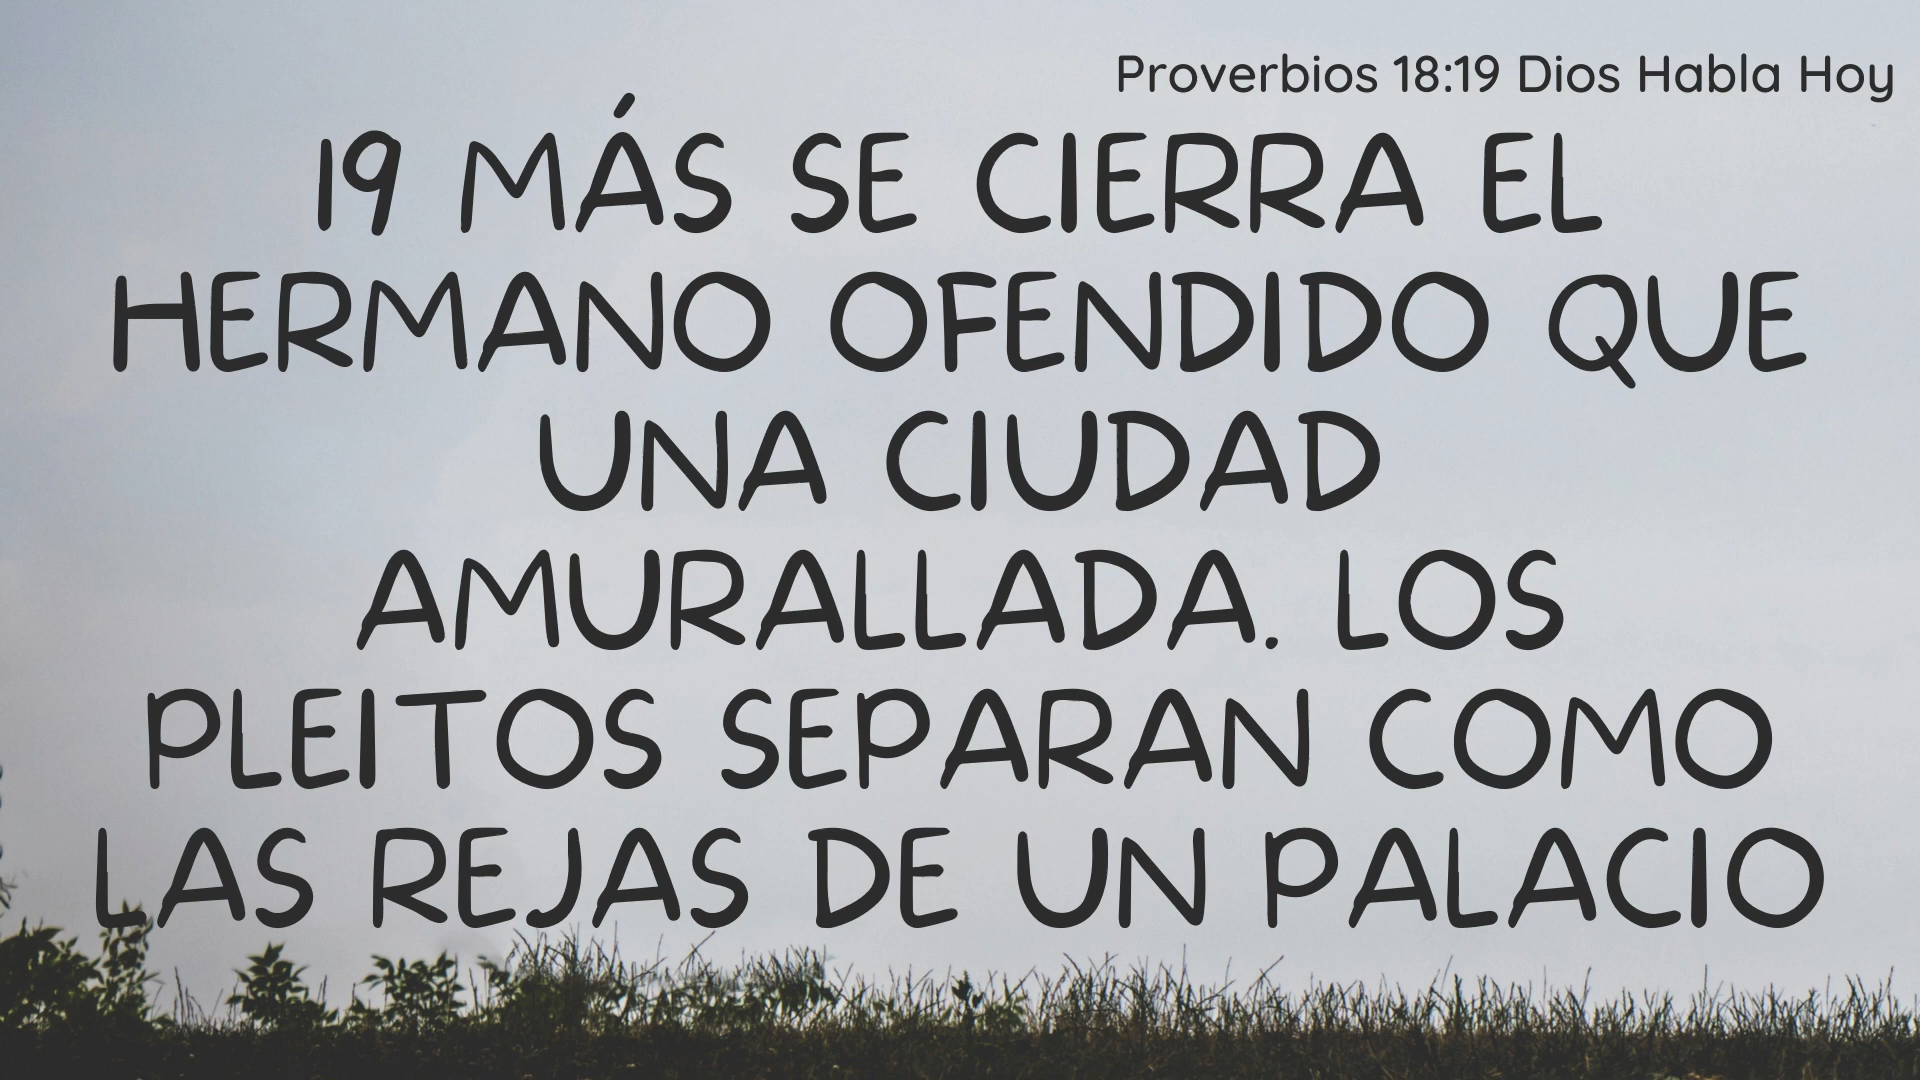 Proverbios 18:19 Dios Habla Hoy
19 MÁS SE CIERRA EL
HERMANO OFENDIDO QUE
UNA CIUDAD
AMURALLADA. LOS
PLEITOS SEPARAN COMO
LAS REJAS DE UN PALACIO